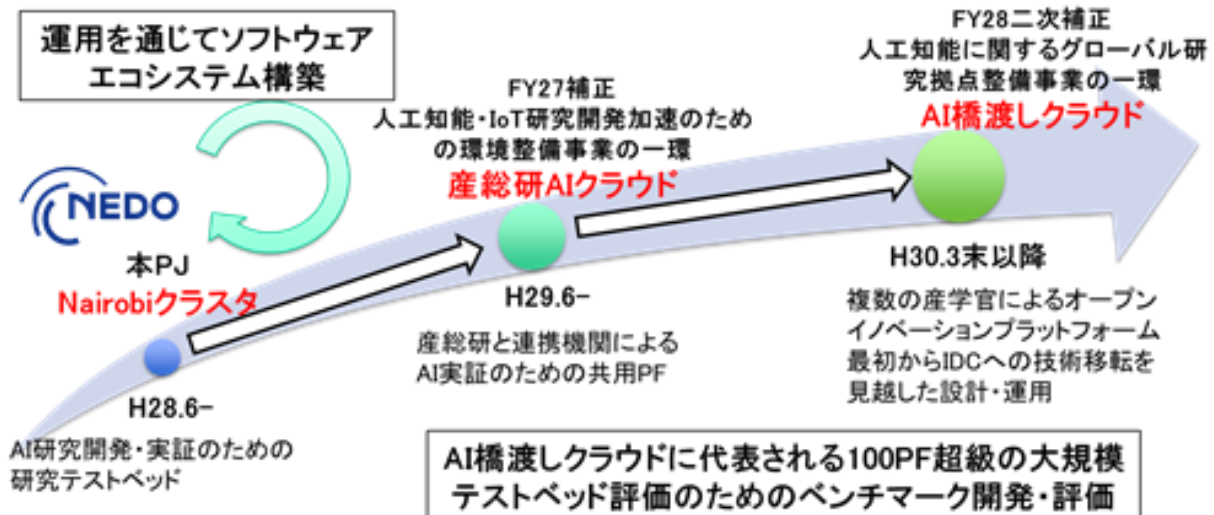 運用を通じてソフトウェア
エコシステム構築
NEDO
本PJ
Nairobiクラスタ
H28.6-
AI研究開発・実証のための
研究テストベッド
FY27補正
人工知能・IoT研究開発加速のため
の環境整備事業の一環
産総研AIクラウド
H29.6-
産総研と連携機関による
AI実証のための共用PF
FY28二次補正
人工知能に関するグローバル研
究拠点整備事業の一環
AI橋渡しクラウド
H30.3末以降
複数の産学官によるオープン
イノベーションプラットフォーム
最初からIDCへの技術移転を
見越した設計・運用
AI橋渡しクラウドに代表される100PF超級の大規模
テストベッド評価のためのベンチマーク開発・評価